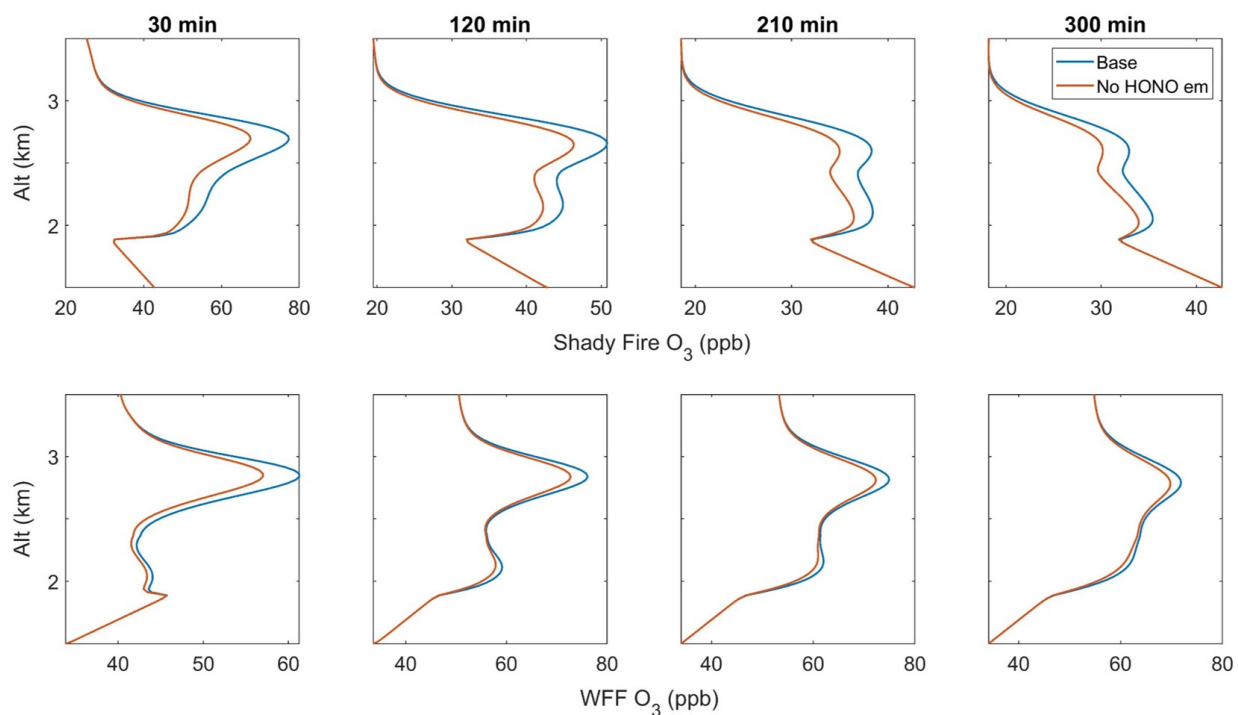 30 min 120 min 210 min 300 min
Base
No HONO em
Alt (km)
3
2
20 40 60 80
20 30 40 50
20 30 40
20 30 40
Shady Fire O₃ (ppb)
Alt (km)
3
2
40 50 60
40 60 80
40 60 80
40 60 80
WFF O₃ (ppb)